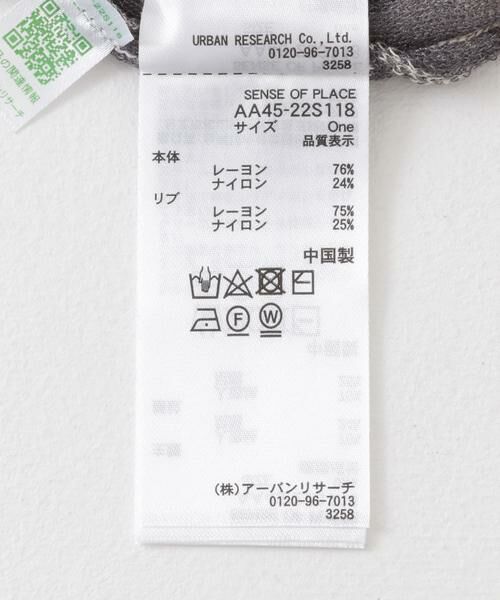 URBAN RESEARCH Co., Ltd.
0120-96-7013
3258
SENSE OF PLACE
AA45-22S118
サイズ One
品質表示
本体
レーヨン 76%
ナイロン 24%
リブ
レーヨン 75%
ナイロン 25%
中国製
F W
(株)アーバンリサーチ
0120-96-7013
3258